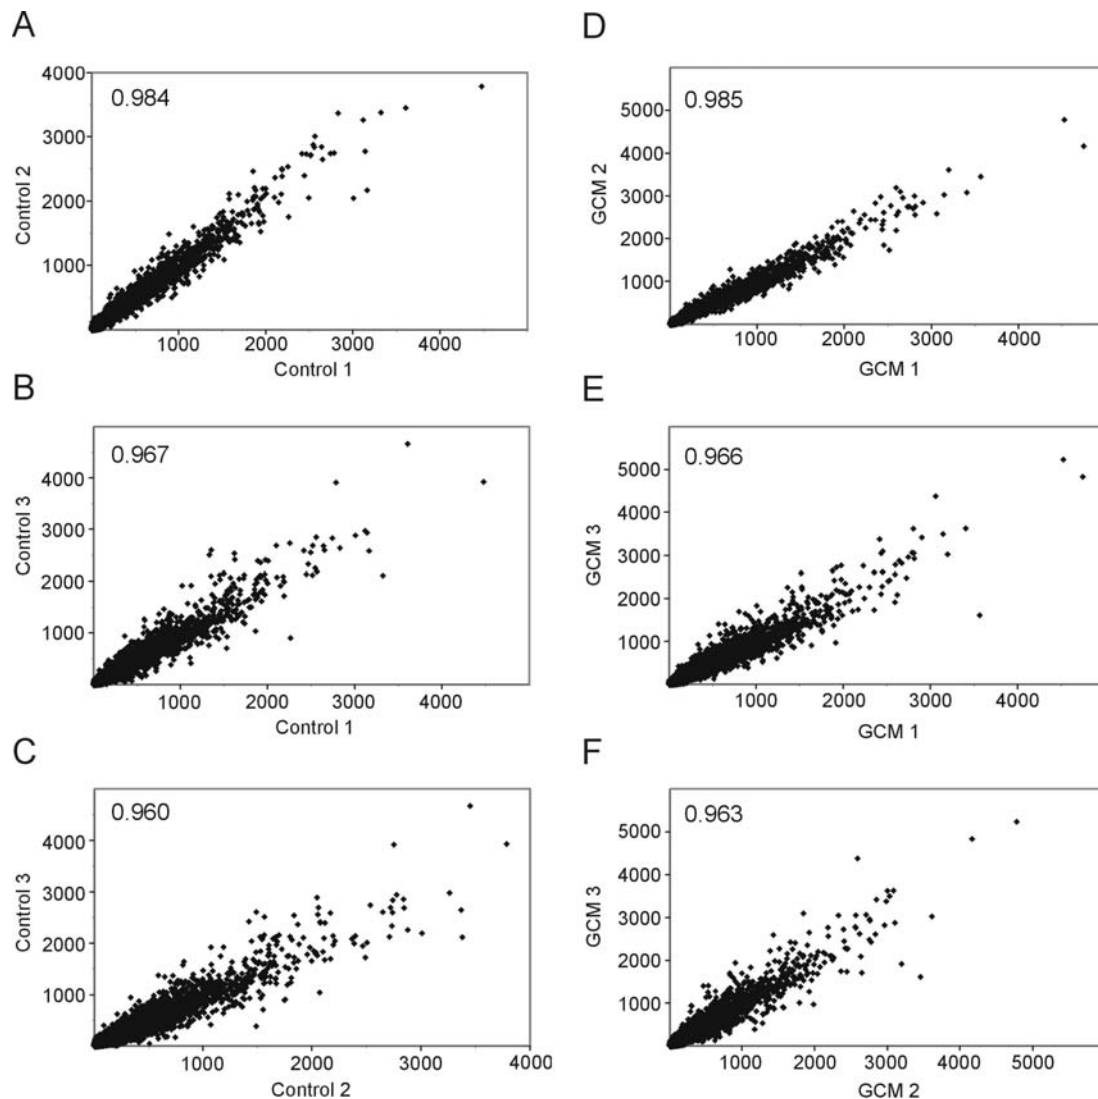 A
4000
0.984
3000
Control 2
2000
1000
1000 2000 3000 4000
Control 1
D
0.985
5000
4000
GCM 2
3000
2000
1000
1000 2000 3000 4000
GCM 1
B
0.967
4000
Control 3
3000
2000
1000
1000 2000 3000 4000
Control 1
E
0.966
5000
4000
GCM 3
3000
2000
1000
1000 2000 3000 4000
GCM 1
C
0.960
4000
Control 3
3000
2000
1000
1000 2000 3000 4000
Control 2
F
0.963
5000
4000
GCM 3
3000
2000
1000
1000 2000 3000 4000 5000
GCM 2